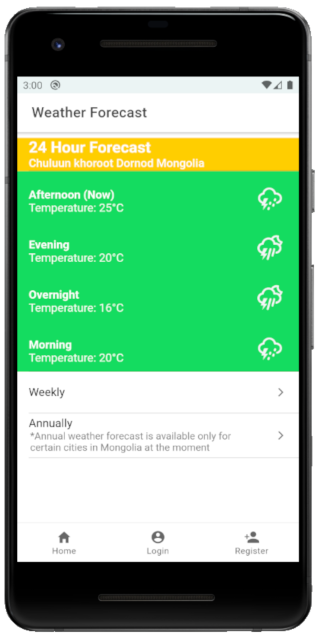 3:00
Weather Forecast
24 Hour Forecast
Chuluun khoroot Dornod Mongolia
Afternoon (Now)
Temperature: 25°C
Evening
Temperature: 20°C
Overnight
Temperature: 16°C
Morning
Temperature: 20°C
Weekly
Annually
*Annual weather forecast is available only for
certain cities in Mongolia at the moment
Home Login Register